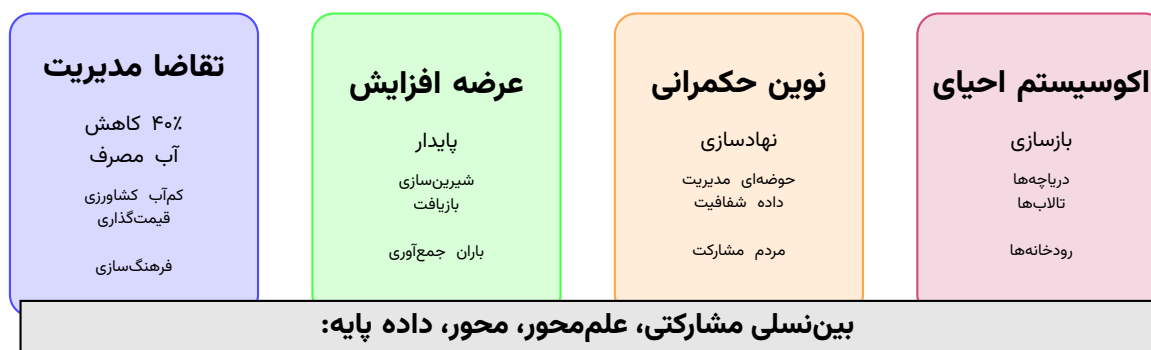 تقاضا مدیریت
۴۰٪ کاهش
آب مصرف
کم‌آب کشاورزی
قیمت‌گذاری
فرهنگ‌سازی
عرضه افزایش
پایدار
شیرین‌سازی
بازیافت
باران جمع‌آوری
نوین حکمرانی
نهادسازی
حوضه‌ای مدیریت
داده شفافیت
مردم مشارکت
اکوسیستم احیای
بازسازی
دریاچه‌ها
تالاب‌ها
رودخانه‌ها
بین‌نسلی مشارکتی، علم‌محور، محور، داده پایه: